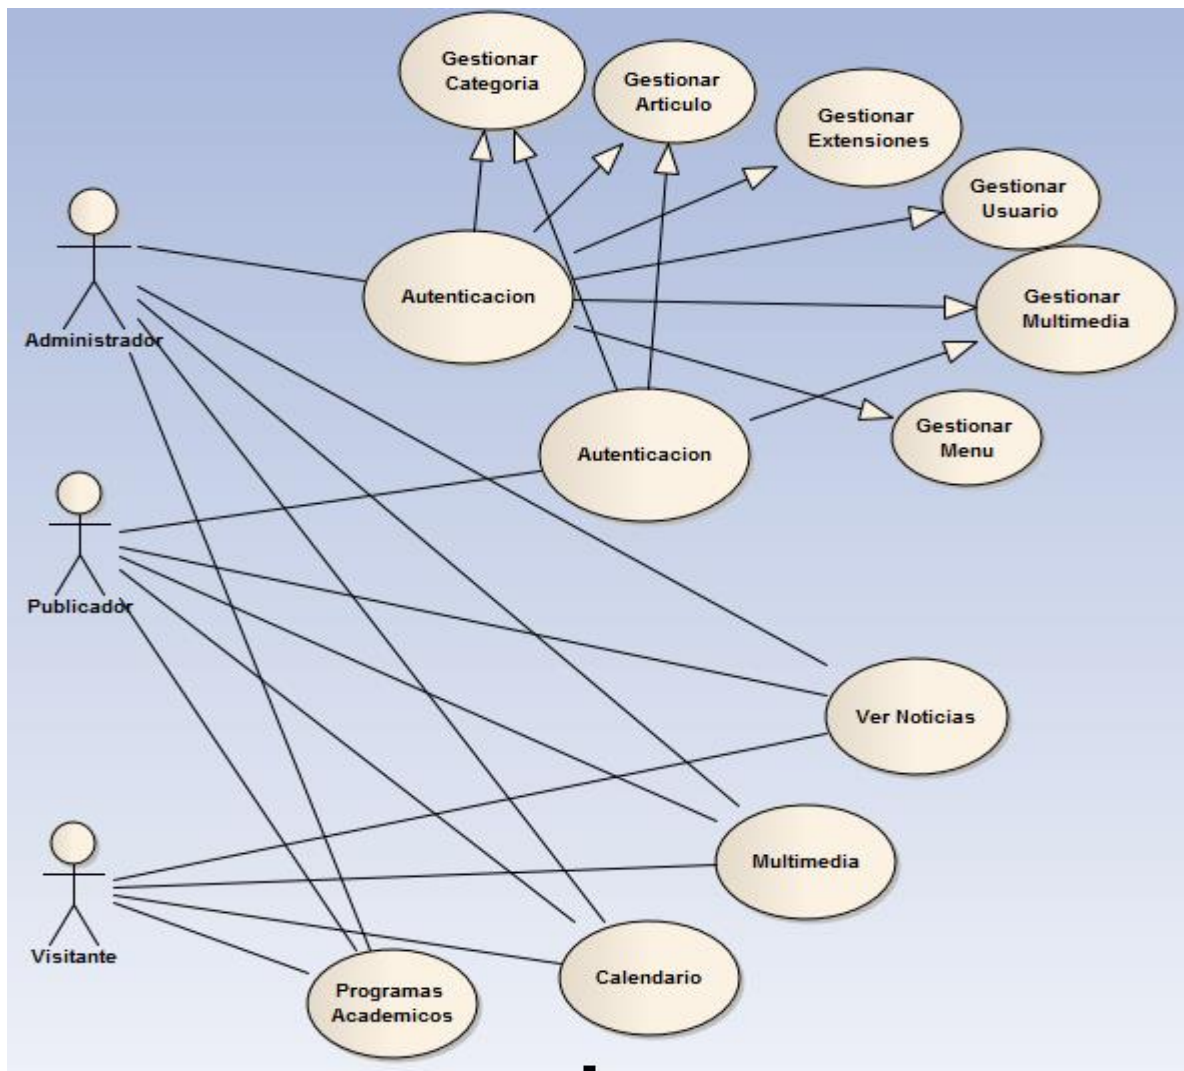 Gestionar
Categoria
Gestionar
Articulo
Gestionar
Extensiones
Gestionar
Usuario
Autenticacion
Gestionar
Multimedia
Administrador
Gestionar
Menu
Autenticacion
Publicador
Ver Noticias
Multimedia
Visitante
Calendario
Programas
Academicos